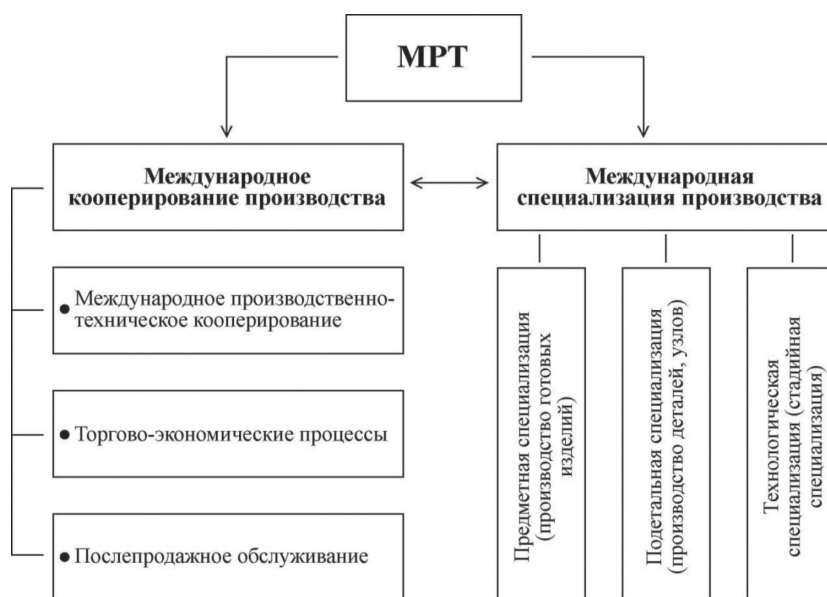 МРТ
Международное
кооперирование производства
Международная
специализация производства
● Международное производственно-
техническое кооперирование
● Торгово-экономические процессы
● Послепродажное обслуживание
Предметная специализация
(производство готовых
изделий)
Подетальная специализация
(производство деталей, узлов)
Технологическая
специализация (стадийная
специализация)